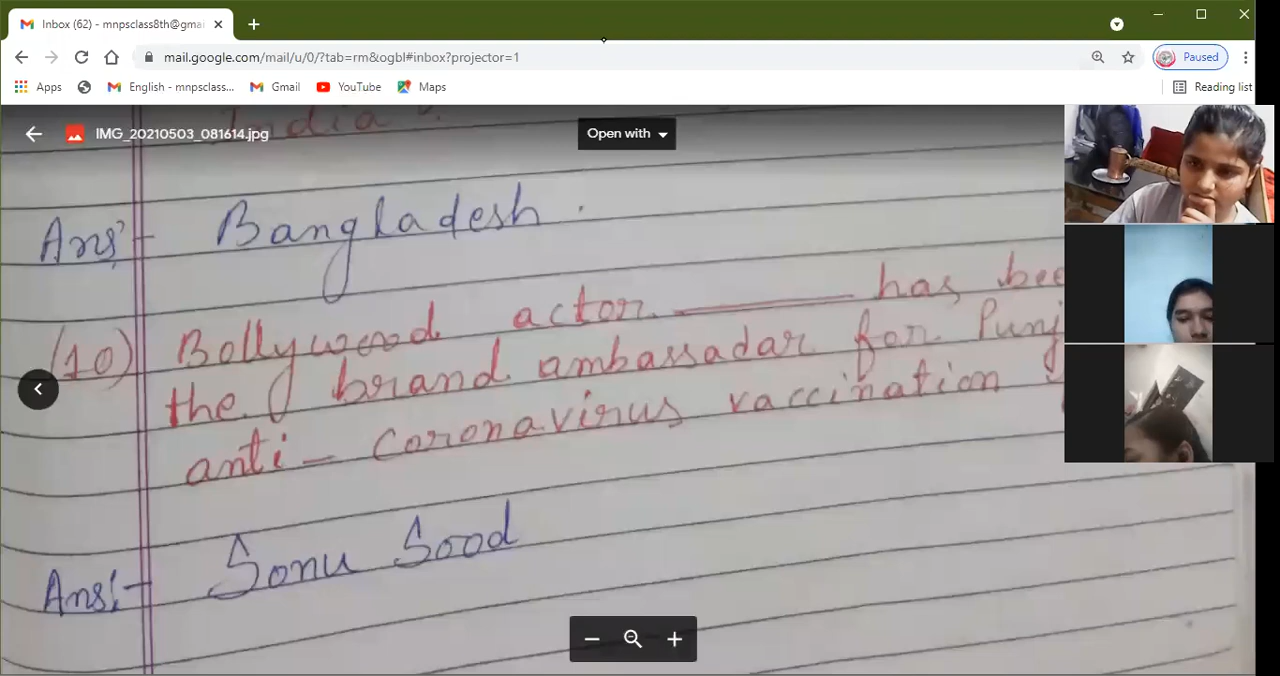 Inbox (62) - mnpsclass8th@gma
mail.google.com/mail/u/0/?tab=rm&ogbl#inbox?projector=1
Paused
Apps
English - mnpsclass...
Gmail
YouTube
Maps
Reading list
IMG_20210503_081614.jpg
Open with
India?
Ans:- Bangladesh.
(10) Bollywood actor ______ has bee
the brand ambassadar for Punj
anti - coronavirus vaccination
Ans:- Sonu Sood